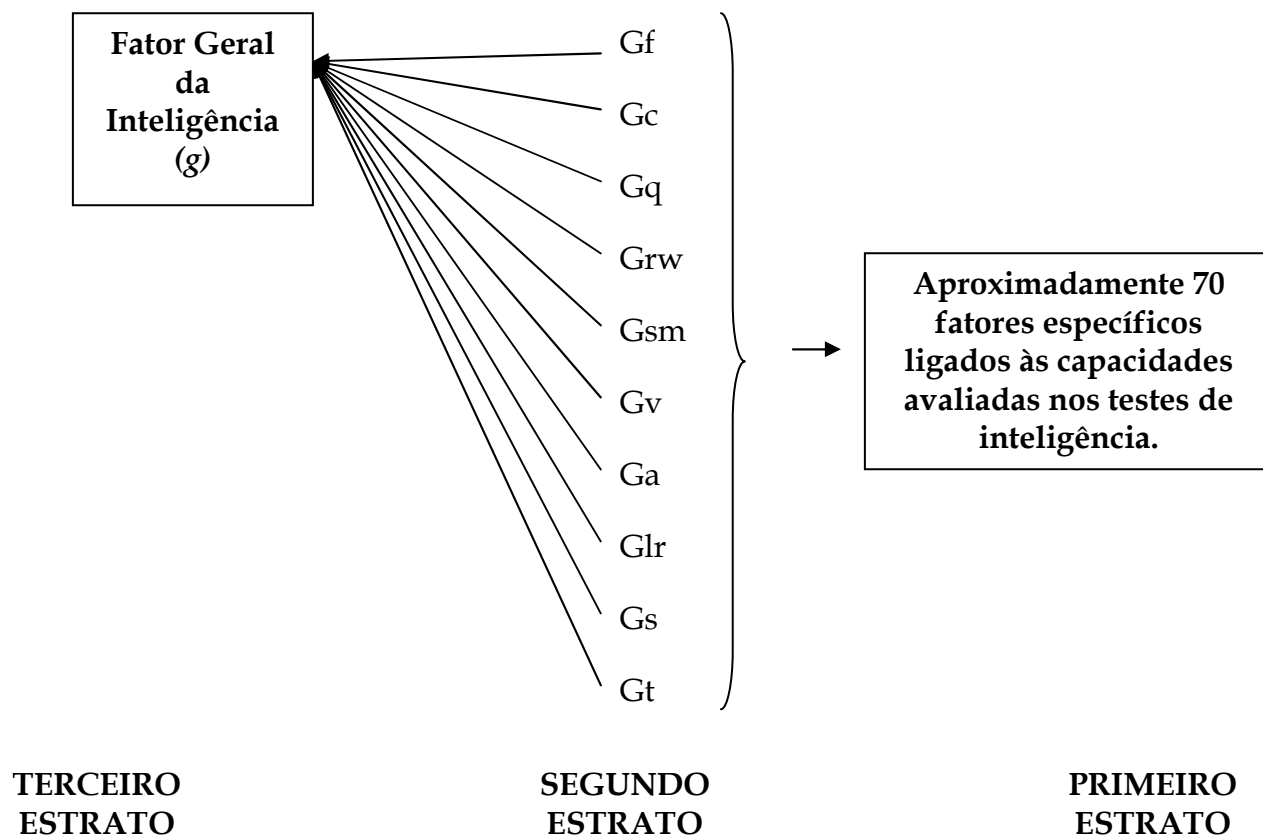 Fator Geral
da
Inteligência
(g)
Gf
Gc
Gq
Grw
Gsm
Gv
Ga
Glr
Gs
Gt
Aproximadamente 70
fatores específicos
ligados às capacidades
avaliadas nos testes de
inteligência.
TERCEIRO
ESTRATO
SEGUNDO
ESTRATO
PRIMEIRO
ESTRATO